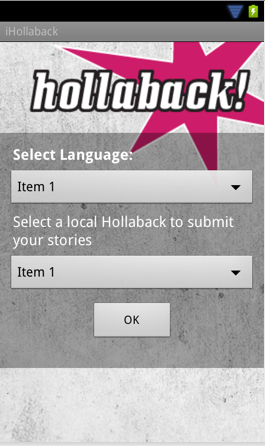 iHollaback
hollaback!
Select Language:
Item 1
Select a local Hollaback to submit
your stories
Item 1
OK